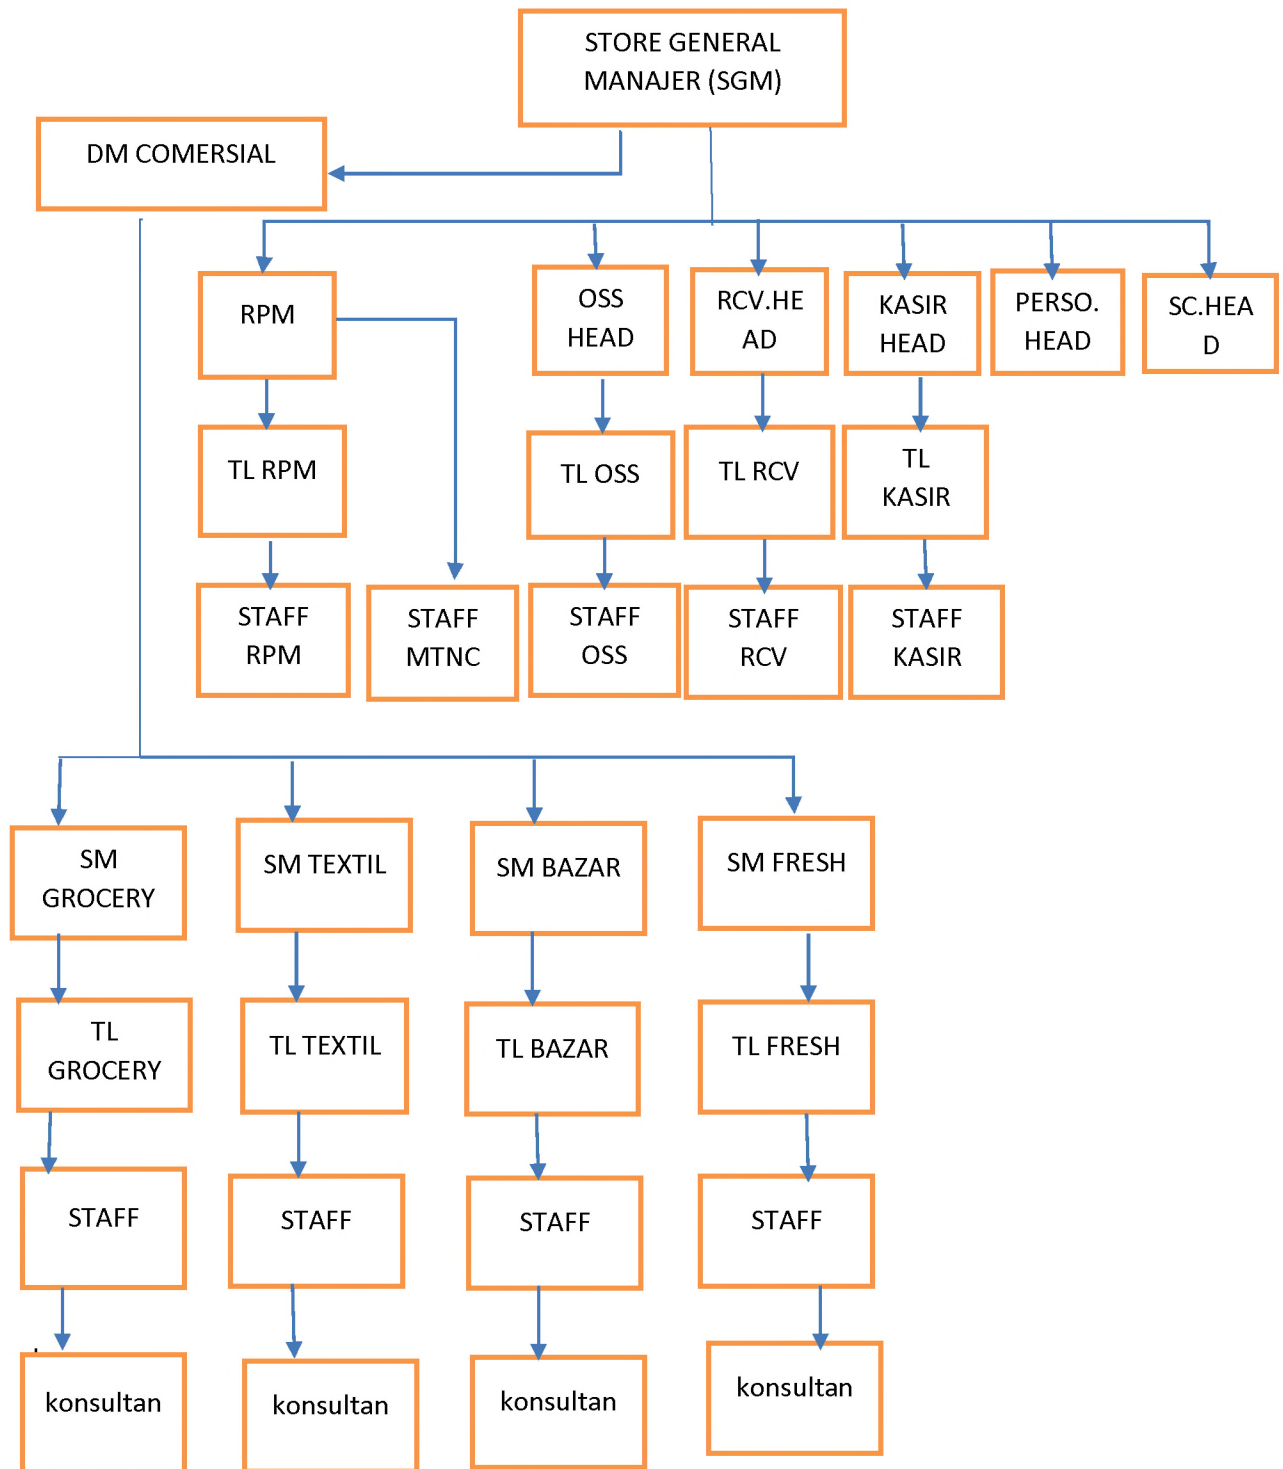 STORE GENERAL
MANAJER (SGM)
DM COMERSIAL
RPM
OSS
HEAD
RCV.HE
AD
KASIR
HEAD
PERSO.
HEAD
SC.HEA
D
TL RPM
TL OSS
TL RCV
TL
KASIR
STAFF
RPM
STAFF
MTNC
STAFF
OSS
STAFF
RCV
STAFF
KASIR
SM
GROCERY
SM TEXTIL
SM BAZAR
SM FRESH
TL
GROCERY
TL TEXTIL
TL BAZAR
TL FRESH
STAFF
STAFF
STAFF
STAFF
konsultan
konsultan
konsultan
konsultan